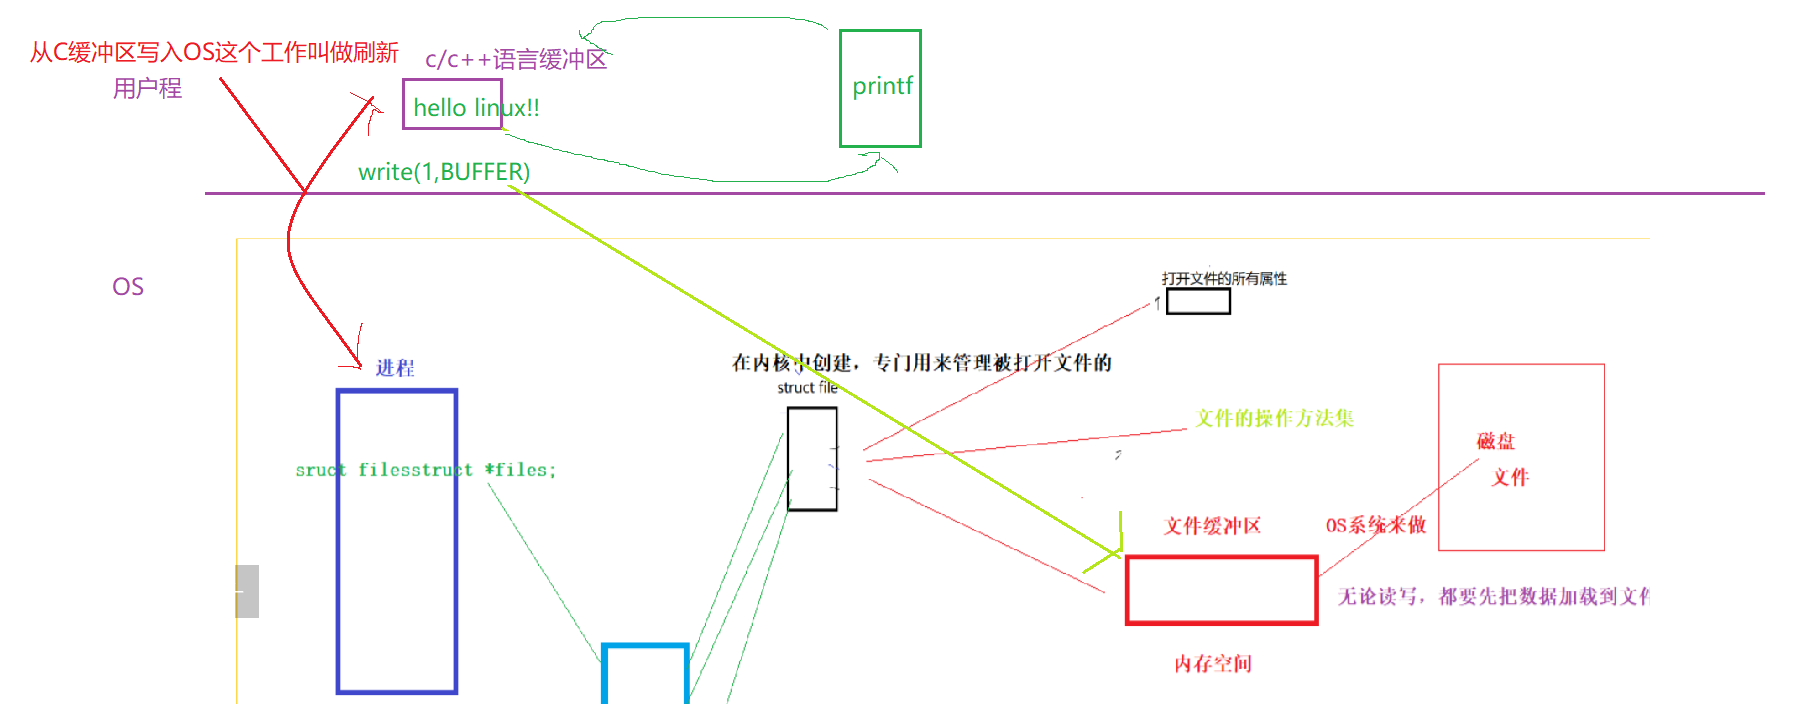 从C缓冲区写入OS这个工作叫做刷新
用户程
c/c++语言缓冲区
hello linux!!
printf
write(1,BUFFER)
OS
打开文件的所有属性
1
进程
在内核中创建，专门用来管理被打开文件的
struct file
文件的操作方法集
2
磁盘
文件
sruct filesstruct *files;
文件缓冲区
OS系统来做
无论读写，都要先把数据加载到文件
内存空间